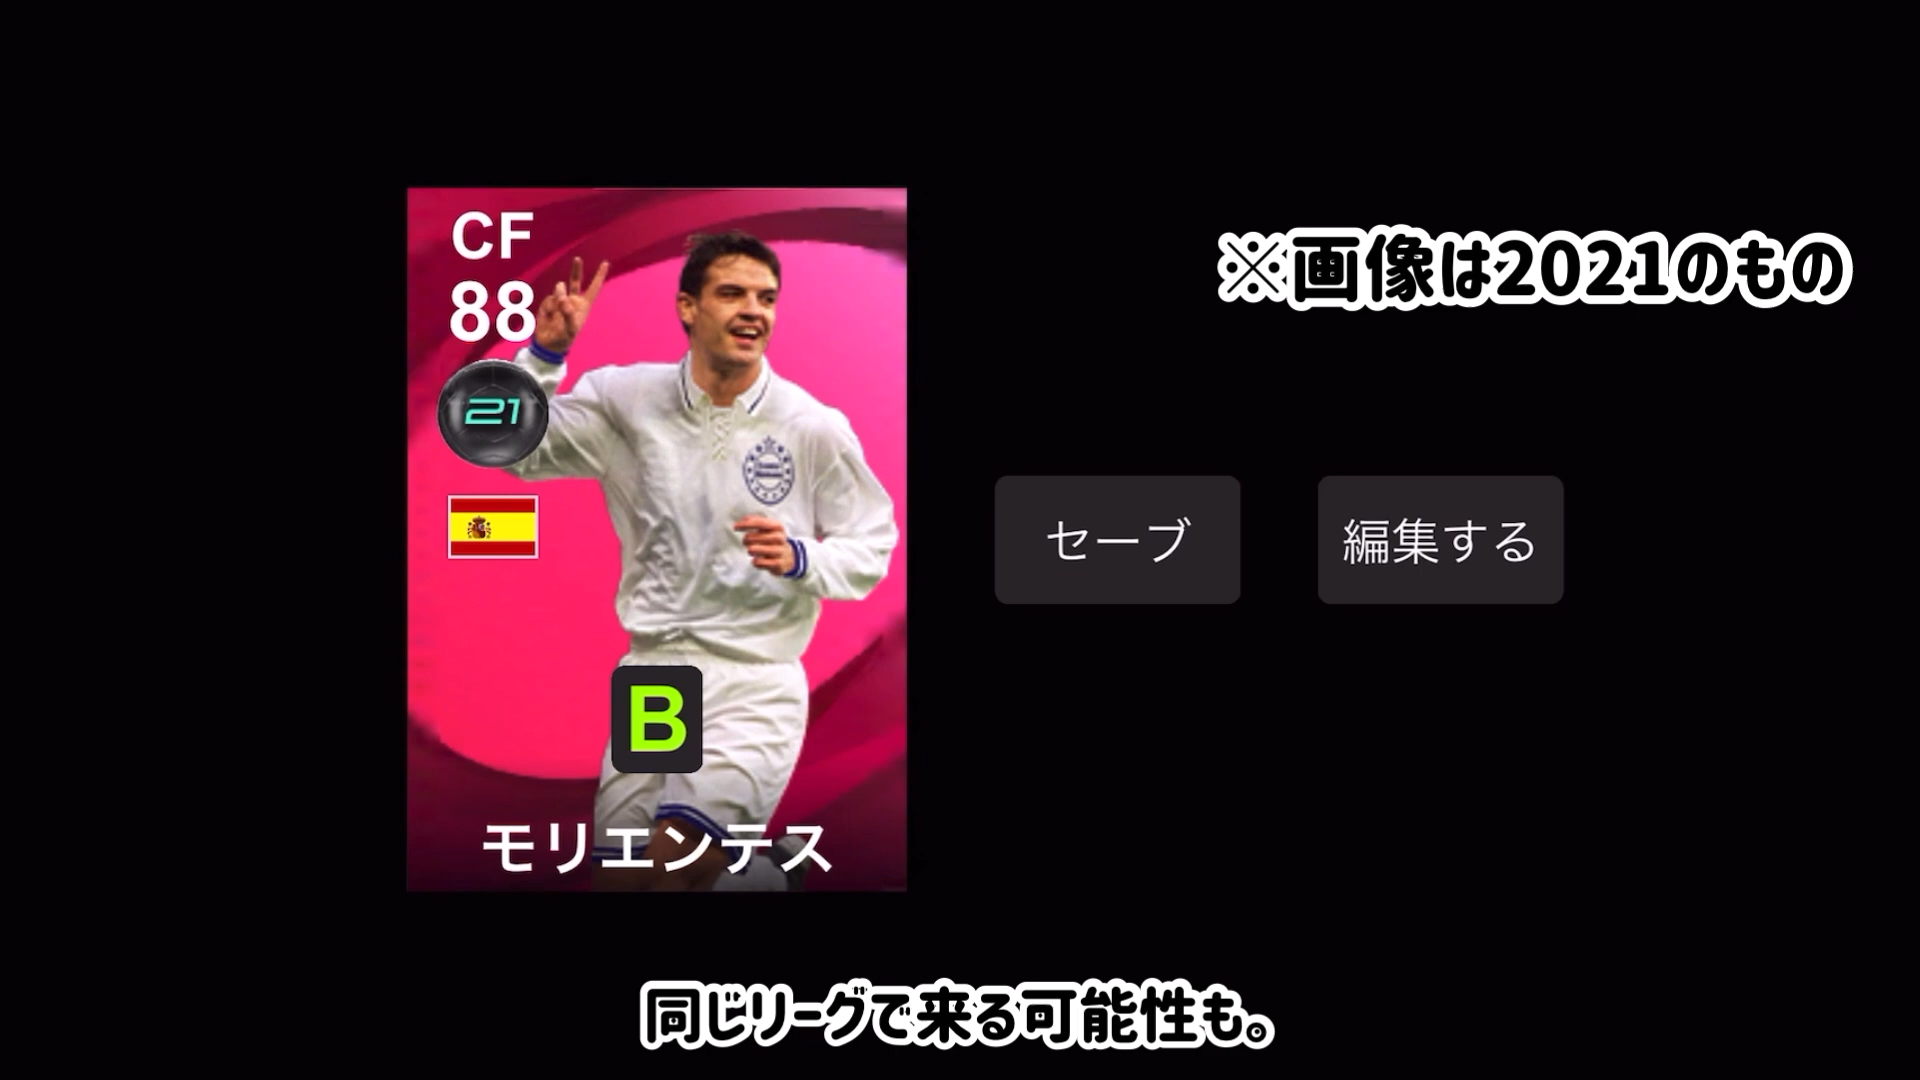 CF
88
21
※画像は2021のもの
セーブ
編集する
B
モリエンテス
同じリーグで来る可能性も。